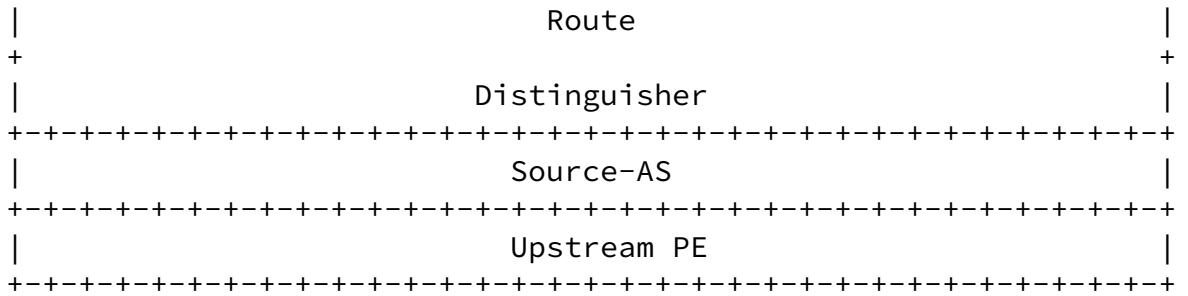 |                             Route                             |
+                                                               +
|                         Distinguisher                         |
+-+-+-+-+-+-+-+-+-+-+-+-+-+-+-+-+-+-+-+-+-+-+-+-+-+-+-+-+-+-+-+-+
|                           Source-AS                           |
+-+-+-+-+-+-+-+-+-+-+-+-+-+-+-+-+-+-+-+-+-+-+-+-+-+-+-+-+-+-+-+-+
|                           Upstream PE                         |
+-+-+-+-+-+-+-+-+-+-+-+-+-+-+-+-+-+-+-+-+-+-+-+-+-+-+-+-+-+-+-+-+